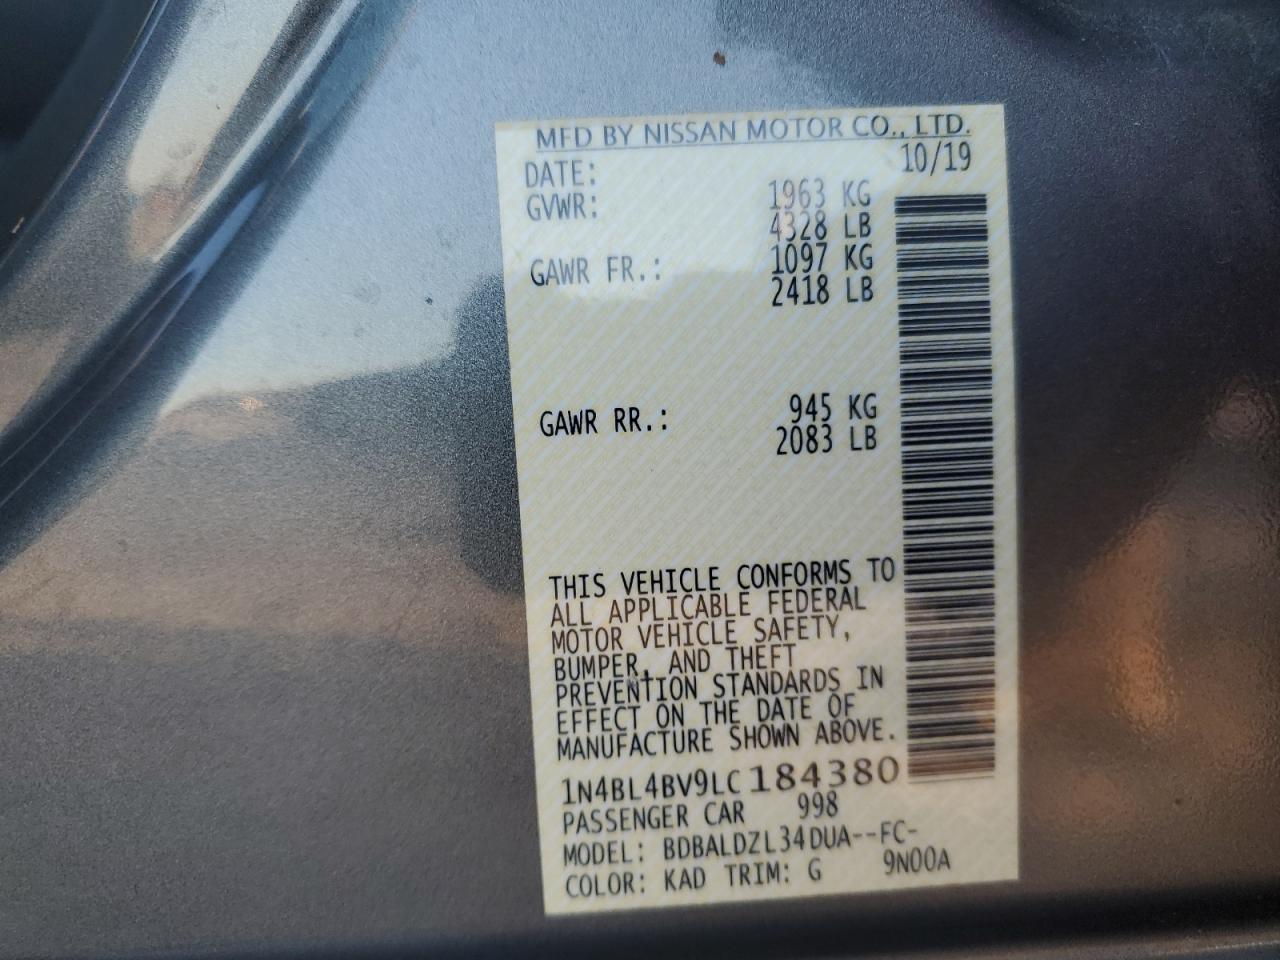 MFD BY NISSAN MOTOR CO., LTD.
DATE: 10/19
GVWR: 1963 KG
4328 LB
GAWR FR.: 1097 KG
2418 LB
GAWR RR.: 945 KG
2083 LB
THIS VEHICLE CONFORMS TO
ALL APPLICABLE FEDERAL
MOTOR VEHICLE SAFETY,
BUMPER, AND THEFT
PREVENTION STANDARDS IN
EFFECT ON THE DATE OF
MANUFACTURE SHOWN ABOVE.
1N4BL4BV9LC184380
PASSENGER CAR 998
MODEL: BDBALDZL34DUA--FC-
COLOR: KAD TRIM: G 9N00A